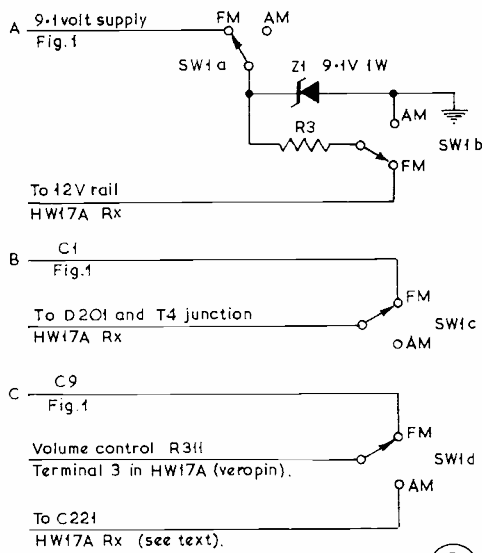 A 9·1volt supply FM AM
Fig.1
SW1a
Z1 9·1V 1W
AM
R3
SW1b
FM
To 12V rail
HW17A Rx
B C1
Fig.1
FM
To D201 and T4 junction
SW1c
HW17A Rx
AM
C C9
Fig.1
FM
Volume control R311
SW1d
Terminal 3 in HW17A (veropin).
AM
To C221
HW17A Rx (see text).